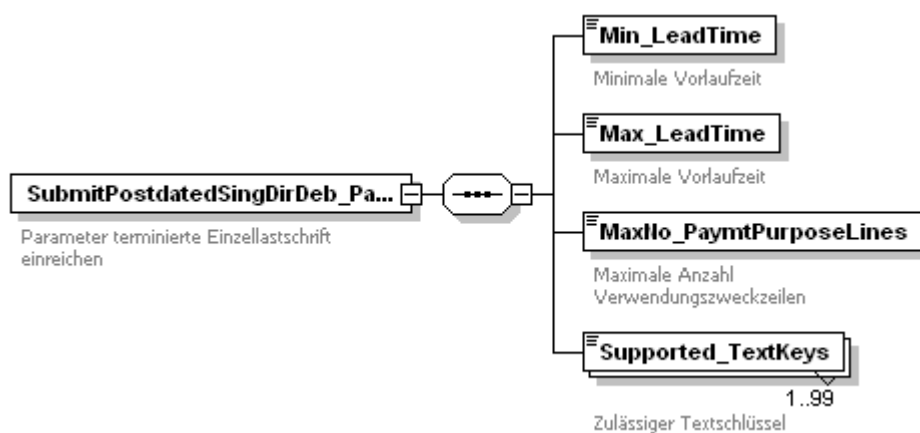 Min_LeadTime
Minimale Vorlaufzeit
Max_LeadTime
Maximale Vorlaufzeit
SubmitPostdatedSingDirDeb_Pa...
Parameter terminierte Einzellastschrift
einreichen
MaxNo_PaymtPurposeLines
Maximale Anzahl
Verwendungszweckzeilen
Supported_TextKeys
1..99
Zulässiger Textschlüssel